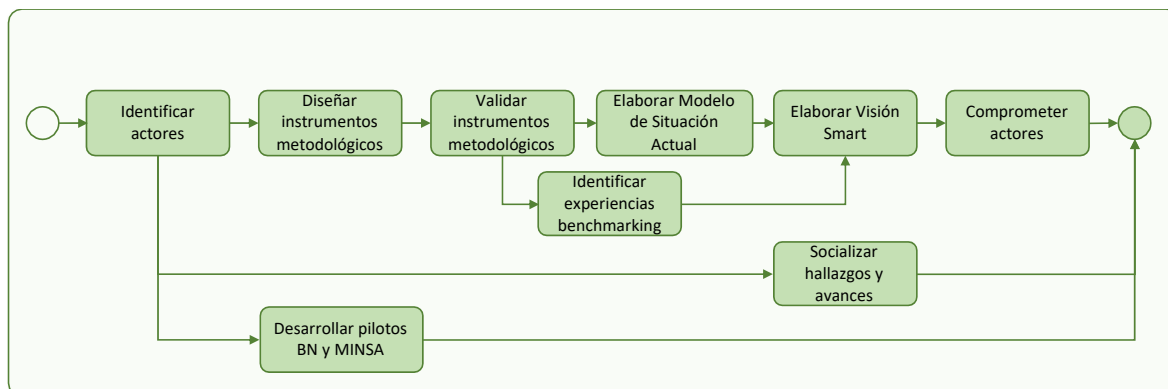 Identificar
actores
Diseñar
instrumentos
metodológicos
Validar
instrumentos
metodológicos
Elaborar Modelo
de Situación
Actual
Elaborar Visión
Smart
Comprometer
actores
Identificar
experiencias
benchmarking
Socializar
hallazgos y
avances
Desarrollar pilotos
BN y MINSA